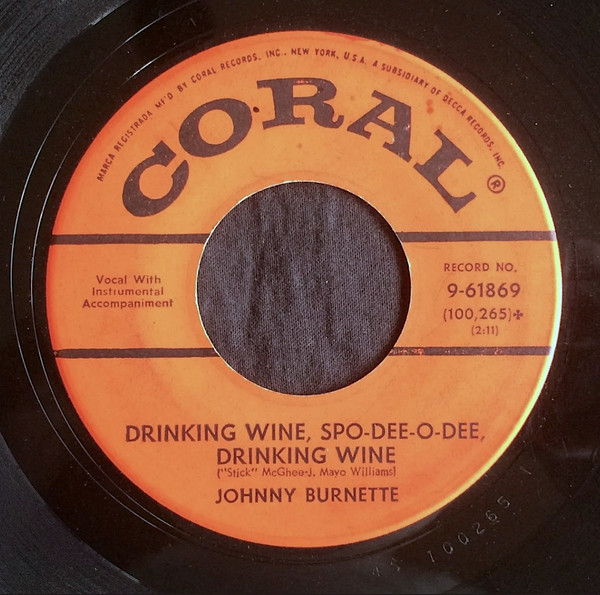 MARCA REGISTRADA MF'D BY CORAL RECORDS, INC., NEW YORK, U.S.A. A SUBSIDIARY OF DECCA RECORDS, INC.
CORAL®
Vocal With
Instrumental
Accompaniment
RECORD NO.
9-61869
(100,265)✚
(2:11)
DRINKING WINE, SPO-DEE-O-DEE,
DRINKING WINE
("Stick" McGhee-J. Mayo Williams)
JOHNNY BURNETTE
100265